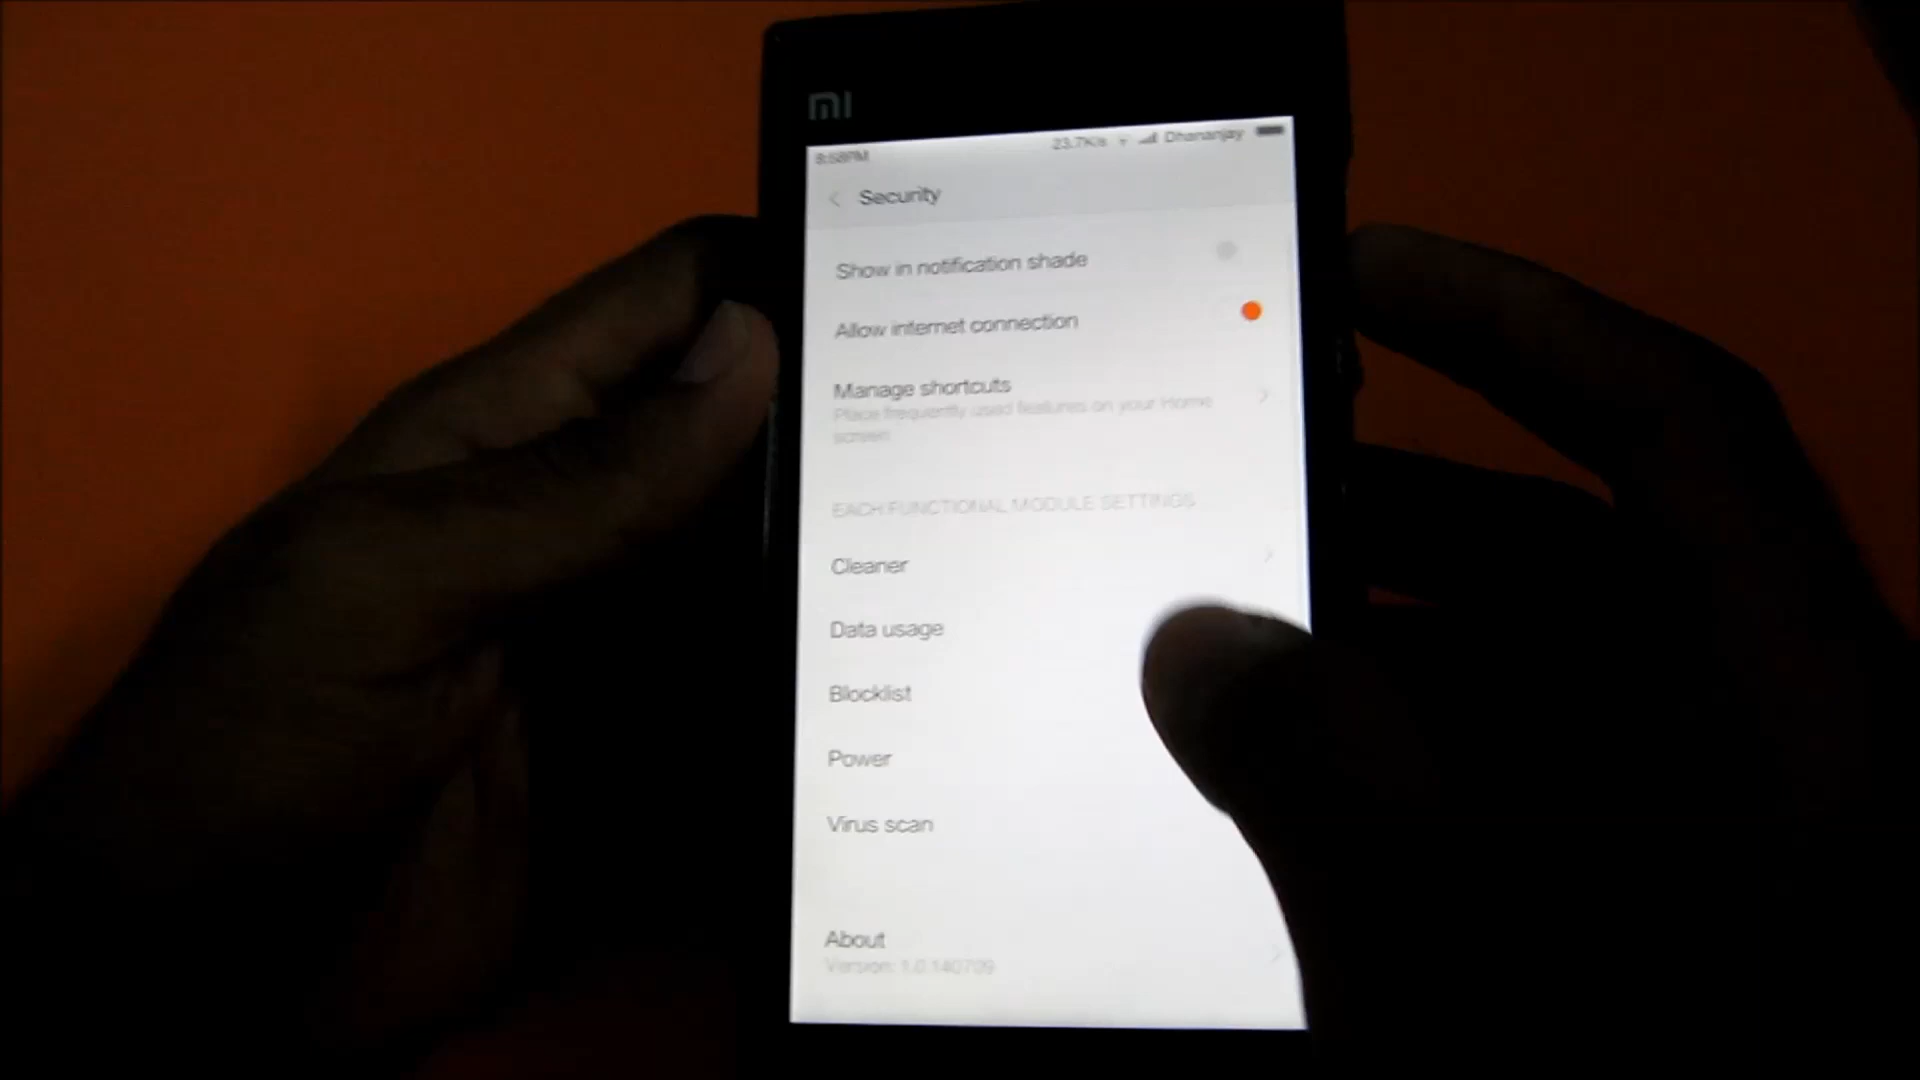 MI
8:58PM 23.7K/s Dhananjay
Security
Show in notification shade
Allow internet connection
Manage shortcuts
Place frequently used features on your Home
screen
EACH FUNCTIONAL MODULE SETTINGS
Cleaner
Data usage
Blocklist
Power
Virus scan
About
Version: 1.0.140709